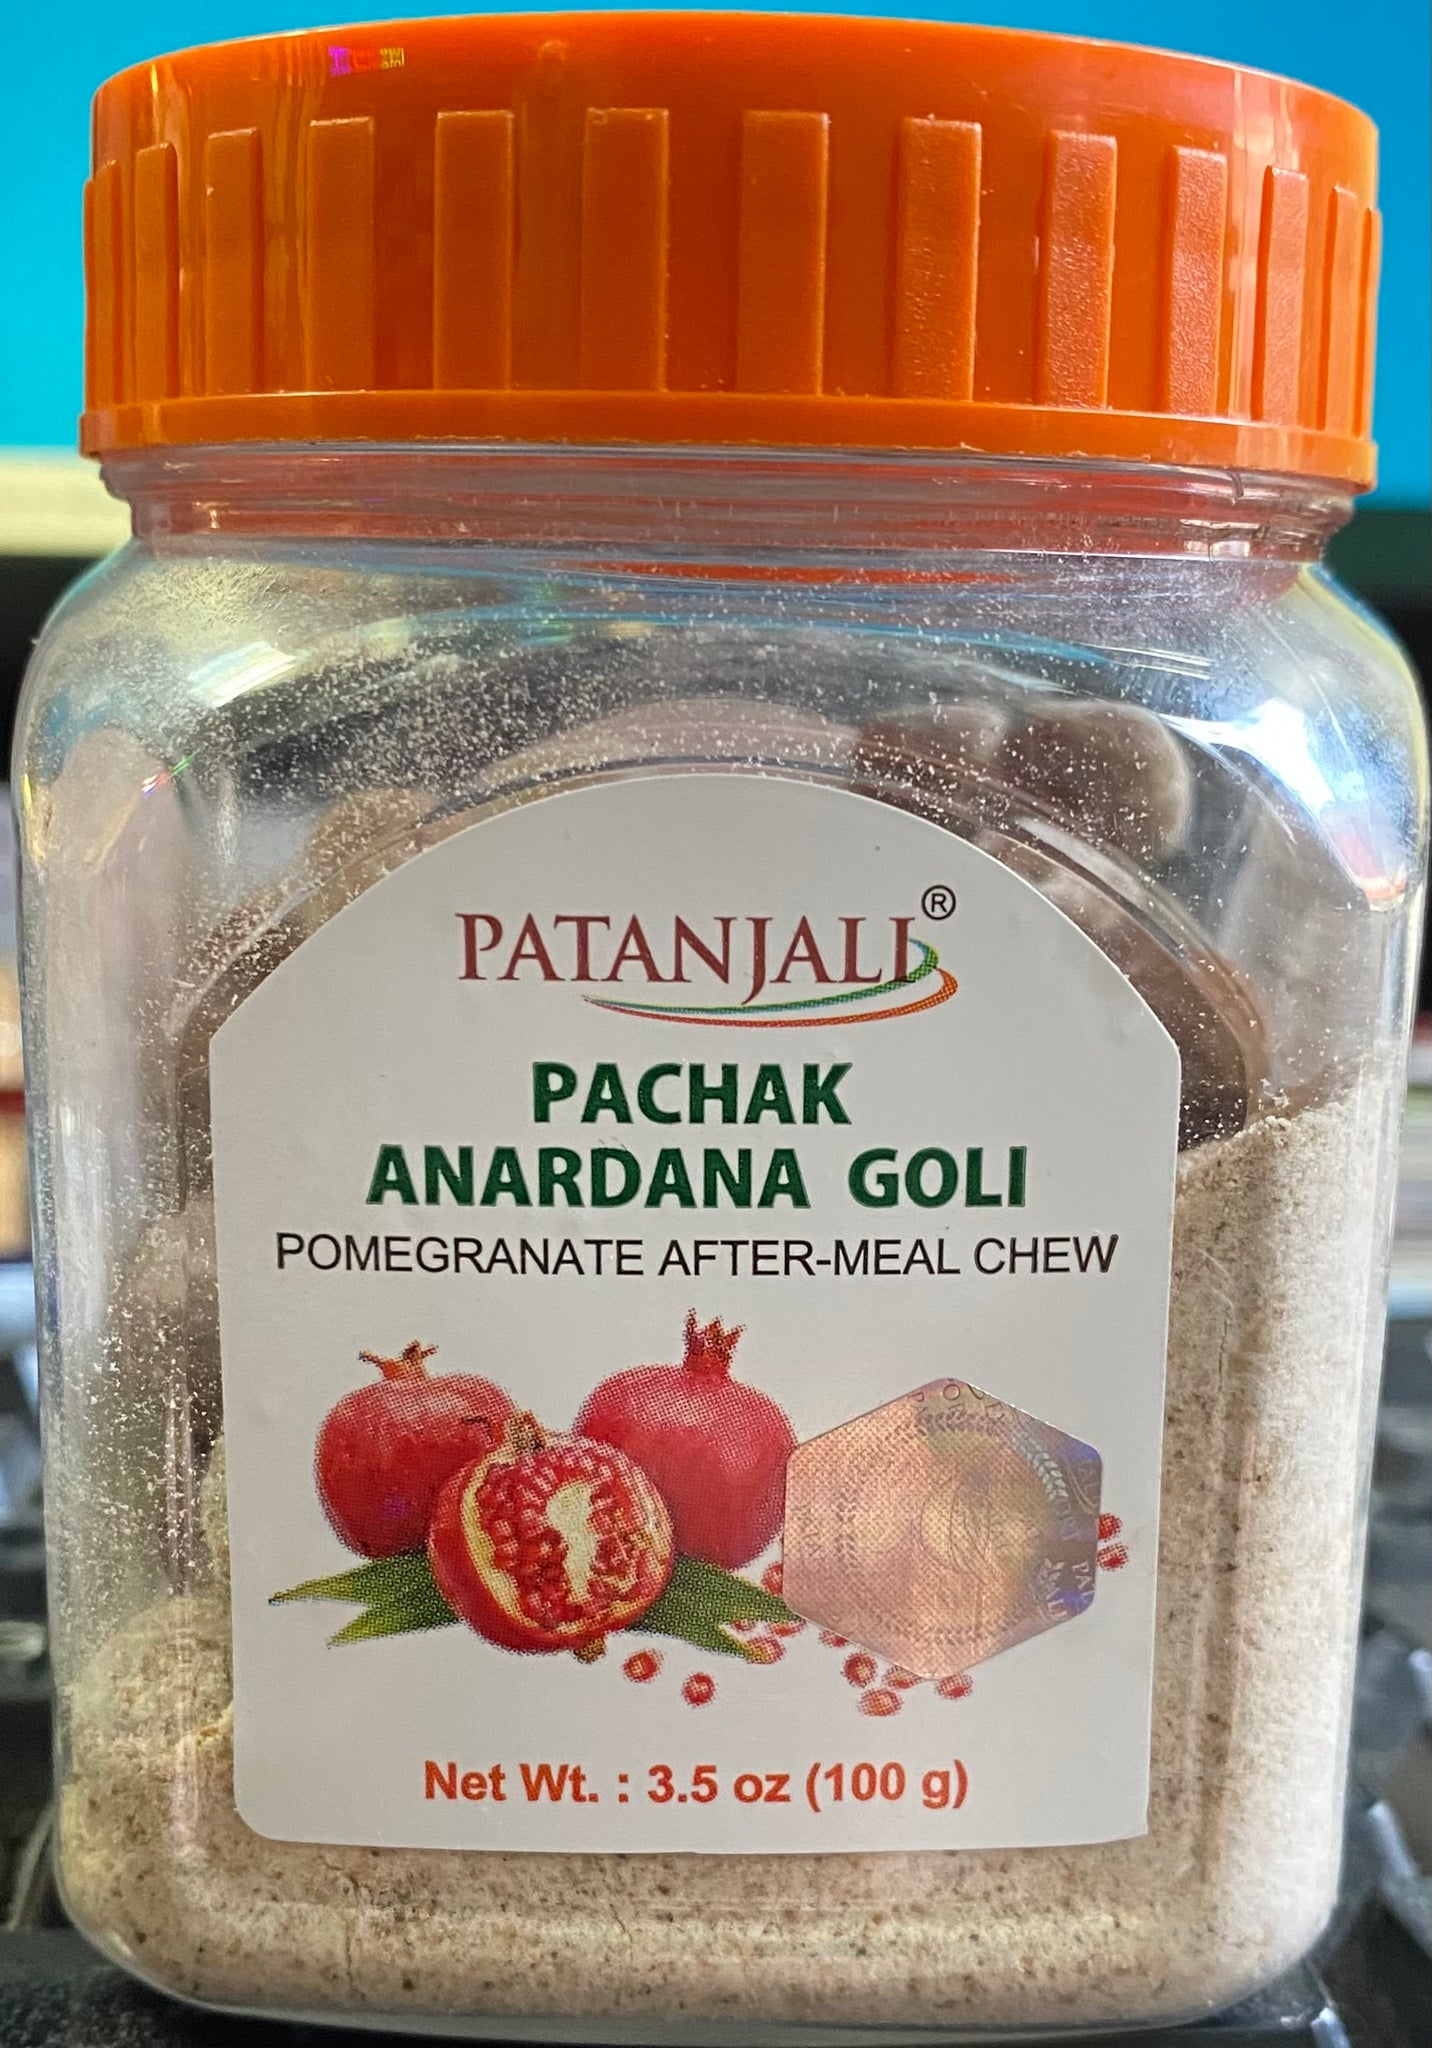 PATANJALI®
PACHAK
ANARDANA GOLI
POMEGRANATE AFTER-MEAL CHEW
Net Wt. : 3.5 oz (100 g)